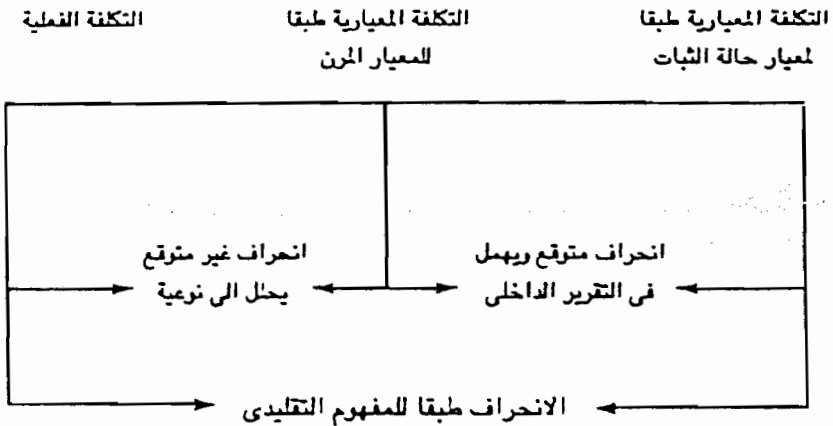 التكلفة المعيارية طبقا
لمعيار حالة الثبات
التكلفة المعيارية طبقا
للمعيار المرن
التكلفة الفعلية
انحراف متوقع ويهمل
فى التقرير الداخلى
انحراف غير متوقع
يحلل الى نوعية
الانحراف طبقا للمفهوم التقليدى